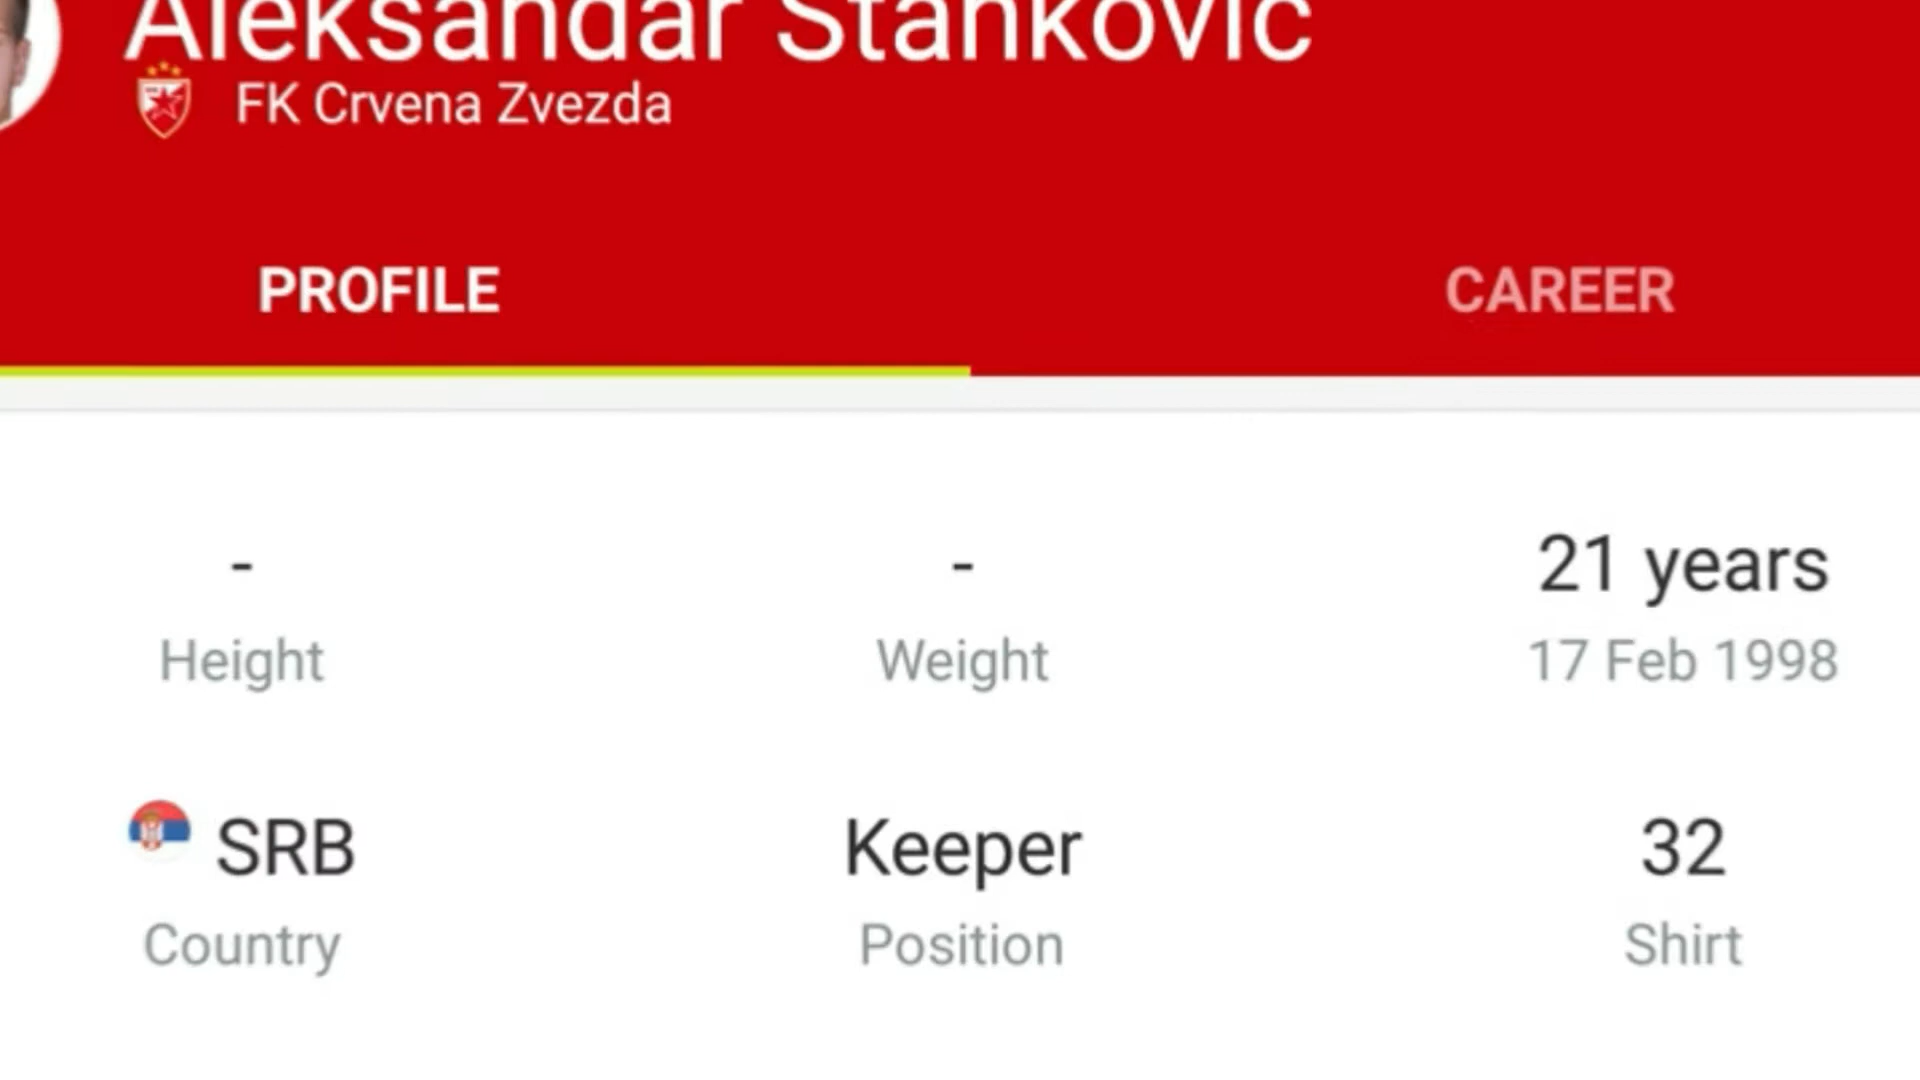 Aleksandar Stanković
FK Crvena Zvezda
PROFILE
CAREER
-
-
21 years
Height
Weight
17 Feb 1998
SRB
Keeper
32
Country
Position
Shirt